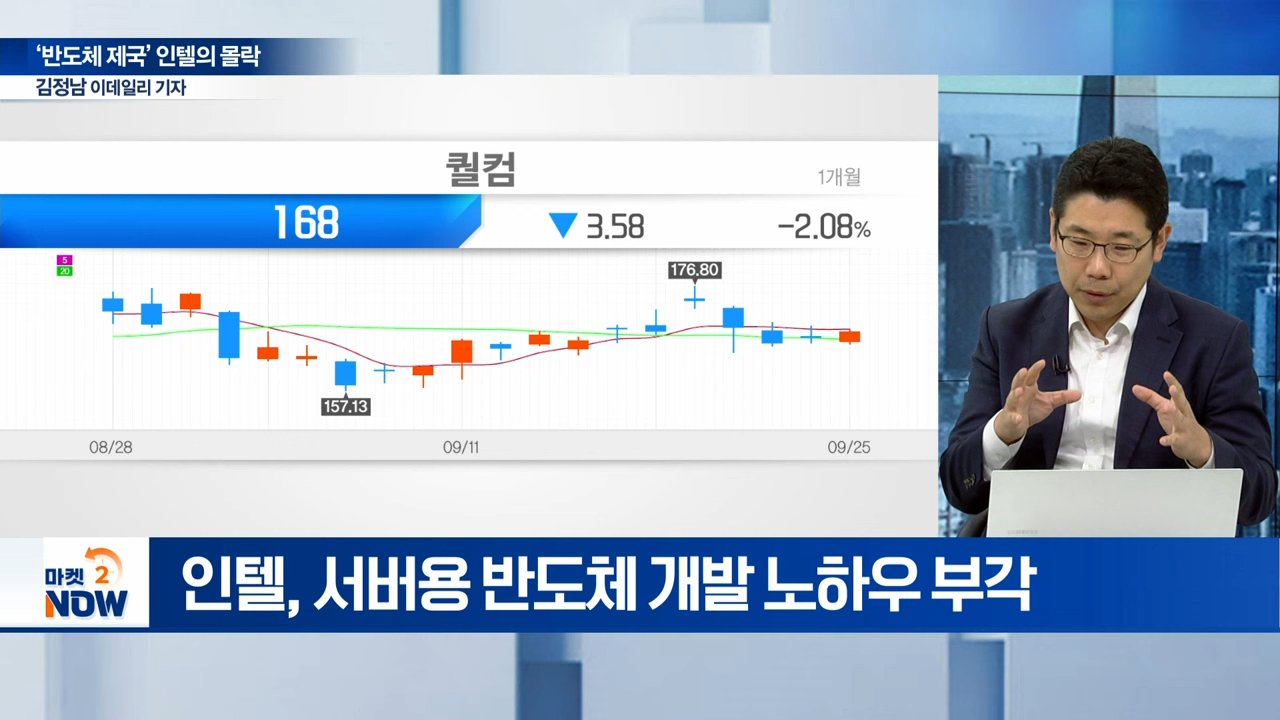 ‘반도체 제국’ 인텔의 몰락
김정남 이데일리 기자
퀄컴
1개월
168
▼ 3.58
-2.08%
5
20
176.80
157.13
08/28
09/11
09/25
마켓 2
NOW
인텔, 서버용 반도체 개발 노하우 부각